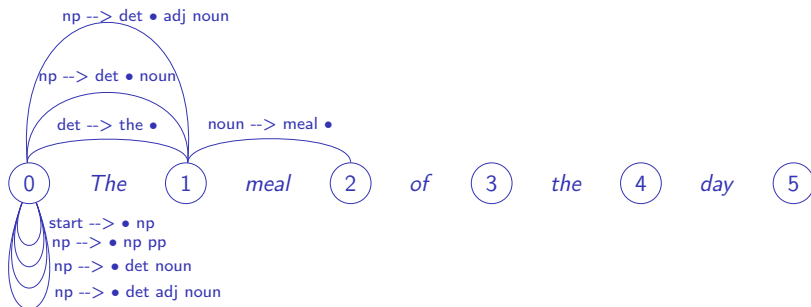 np --> det • adj noun
np --> det • noun
det --> the • noun --> meal •
0 The 1 meal 2 of 3 the 4 day 5
start --> • np
np --> • np pp
np --> • det noun
np --> • det adj noun